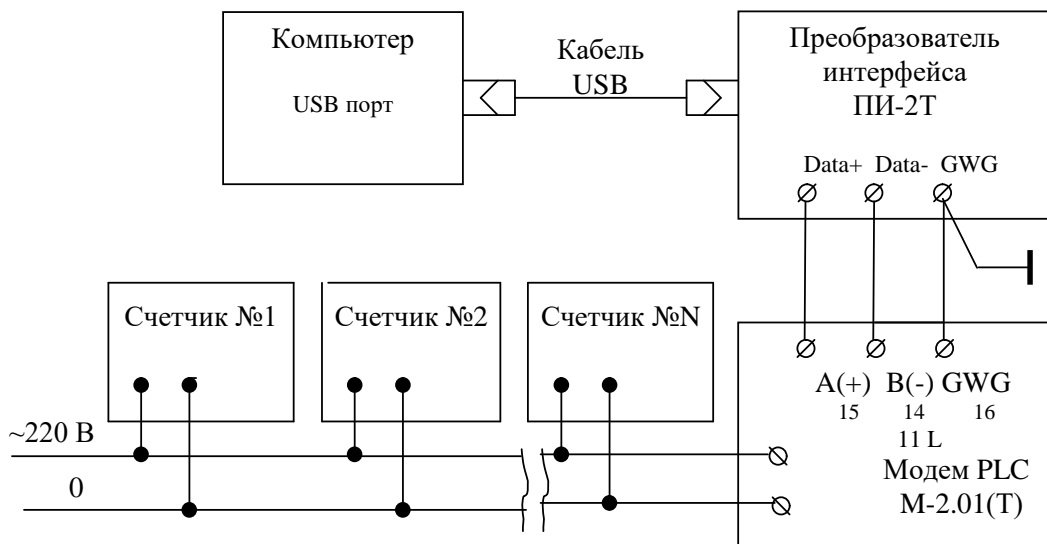 Компьютер
USB порт
Кабель
USB
Преобразователь
интерфейса
ПИ-2Т
Data+ Data- GWG
Счетчик №1
Счетчик №2
Счетчик №N
A(+) B(-) GWG
15 14 16
11 L
Модем PLC
М-2.01(Т)
~220 В
0